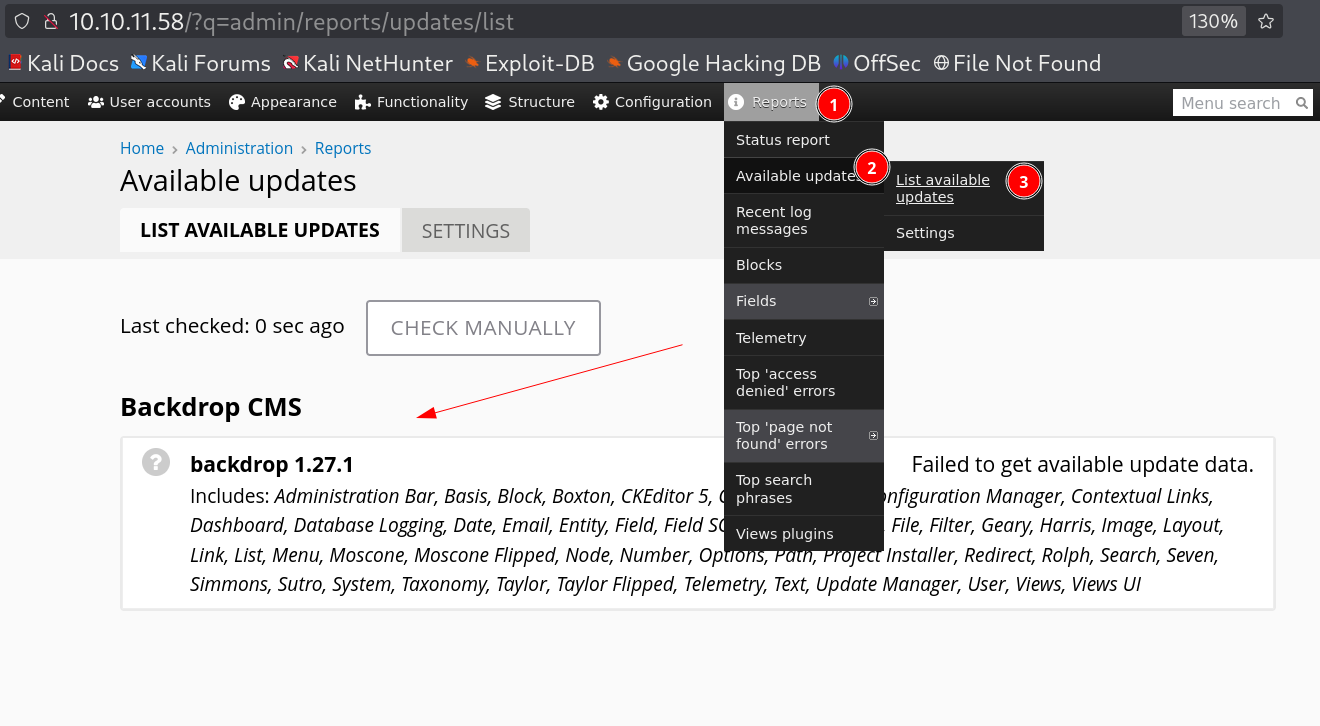 10.10.11.58/?q=admin/reports/updates/list 130%
Kali Docs Kali Forums Kali NetHunter Exploit-DB Google Hacking DB OffSec File Not Found
Content User accounts Appearance Functionality Structure Configuration Reports 1 Menu search
Home › Administration › Reports
Available updates
LIST AVAILABLE UPDATES SETTINGS
Status report
Available updates 2
List available 3
updates
Settings
Recent log
messages
Blocks
Fields
Telemetry
Top 'access
denied' errors
Top 'page not
found' errors
Top search
phrases
Views plugins
Last checked: 0 sec ago CHECK MANUALLY
Backdrop CMS
? backdrop 1.27.1 Failed to get available update data.
Includes: Administration Bar, Basis, Block, Boxton, CKEditor 5, onfiguration Manager, Contextual Links,
Dashboard, Database Logging, Date, Email, Entity, Field, Field File, Filter, Geary, Harris, Image, Layout,
Link, List, Menu, Moscone, Moscone Flipped, Node, Number, Options, Path, Project Installer, Redirect, Rolph, Search, Seven,
Simmons, Sutro, System, Taxonomy, Taylor, Taylor Flipped, Telemetry, Text, Update Manager, User, Views, Views UI